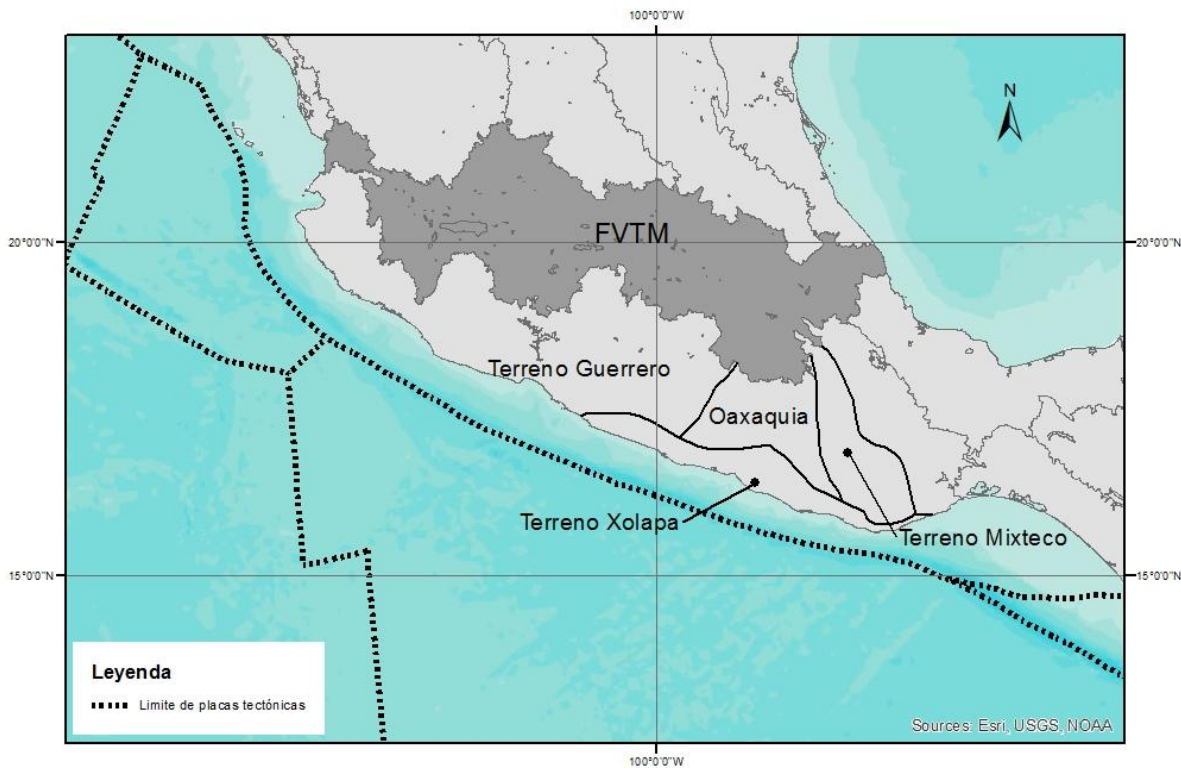 100°0'0"W
N
20°0'0"N
20°0'0"N
FVTM
Terreno Guerrero
Oaxaquia
Terreno Xolapa
Terreno Mixteco
15°0'0"N
15°0'0"N
Leyenda
Limite de placas tectónicas
Sources: Esri, USGS, NOAA
100°0'0"W